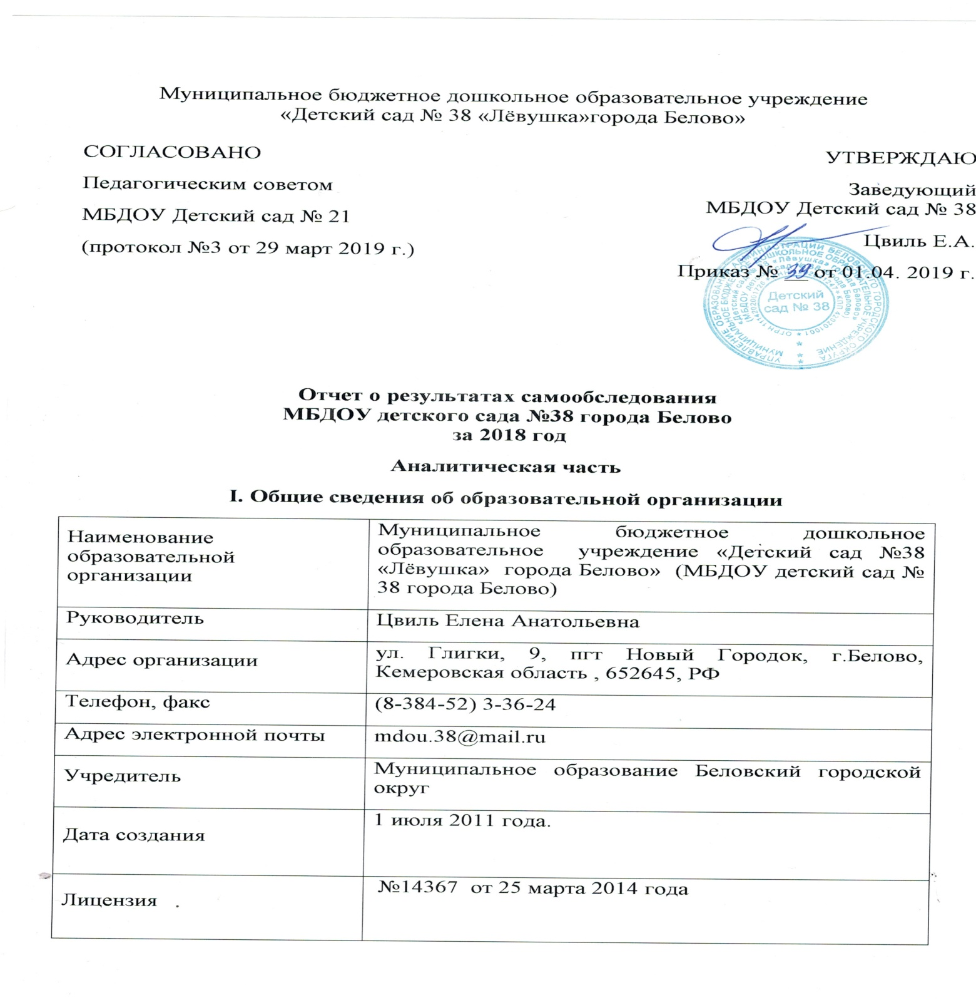 Муниципальное бюджетное дошкольное образовательное учреждение
«Детский сад № 38 «Лёвушка»города Белово»
СОГЛАСОВАНО
Педагогическим советом
МБДОУ Детский сад № 21
(протокол №3 от 29 март 2019 г.)
УТВЕРЖДАЮ
Заведующий
МБДОУ Детский сад № 38
Цвиль Е.А.
Приказ № 39 от 01.04. 2019 г.
Детский
сад № 38
Отчет о результатах самообследования
МБДОУ детского сада №38 города Белово
за 2018 год
Аналитическая часть
I. Общие сведения об образовательной организации
Наименование
образовательной
организации
Муниципальное бюджетное дошкольное
образовательное учреждение «Детский сад №38
«Лёвушка» города Белово» (МБДОУ детский сад №
38 города Белово)
Руководитель
Цвиль Елена Анатольевна
Адрес организации
ул. Глигки, 9, пгт Новый Городок, г.Белово,
Кемеровская область , 652645, РФ
Телефон, факс
(8-384-52) 3-36-24
Адрес электронной почты
mdou.38@mail.ru
Учредитель
Муниципальное образование Беловский городской
округ
Дата создания
1 июля 2011 года.
Лицензия
№14367 от 25 марта 2014 года